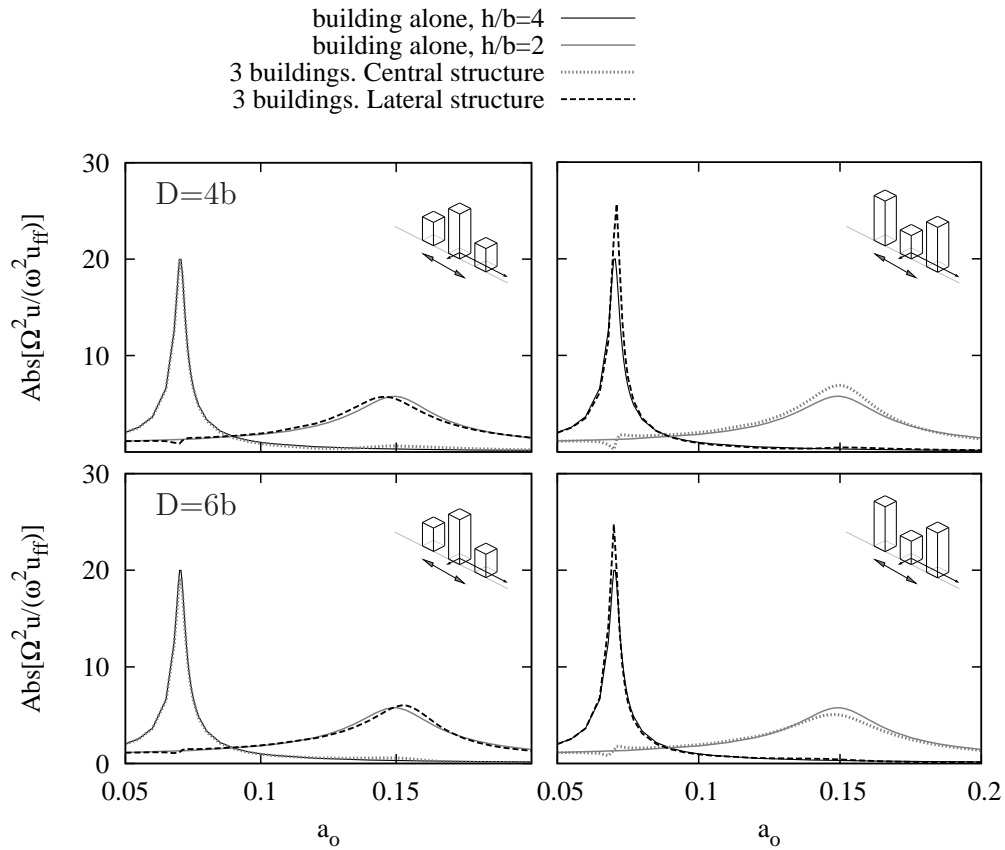 building alone, h/b=4
building alone, h/b=2
3 buildings. Central structure
3 buildings. Lateral structure
30
20
10
Abs[Ω²u/(ω²u_ff)]
D=4b
30
20
10
0
Abs[Ω²u/(ω²u_ff)]
D=6b
0.05 0.1 0.15 0.05 0.1 0.15 0.2
a_o a_o